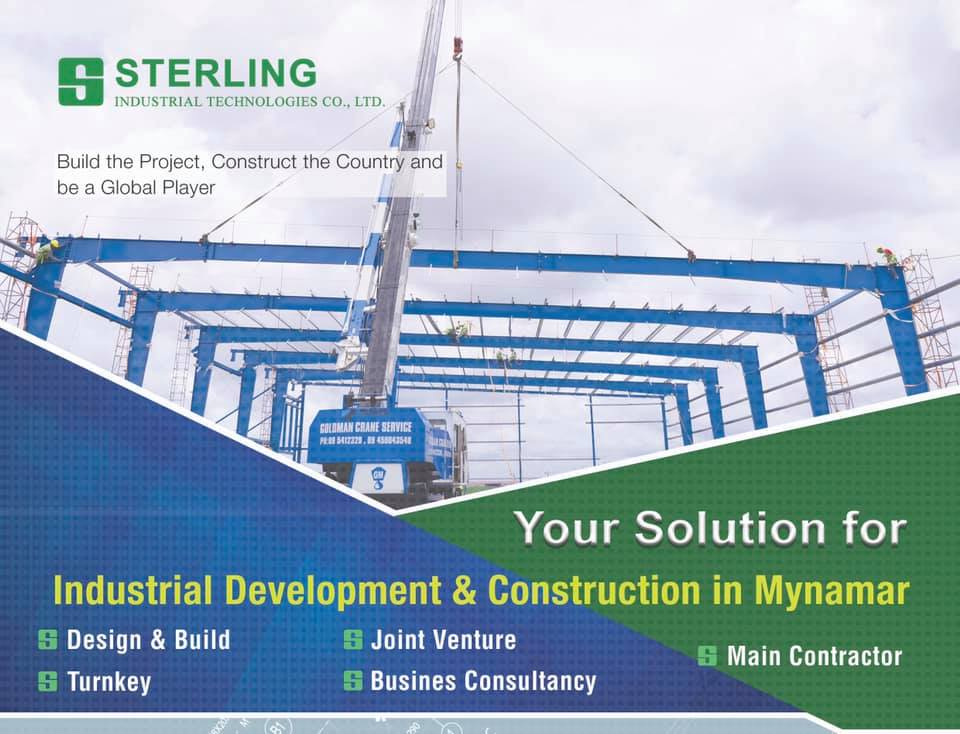 STERLING
INDUSTRIAL TECHNOLOGIES CO., LTD.
Build the Project, Construct the Country and
be a Global Player
GOLDMAN CRANE SERVICE
GM
Your Solution for
Industrial Development & Construction in Mynamar
Design & Build
Joint Venture
Main Contractor
Turnkey
Busines Consultancy